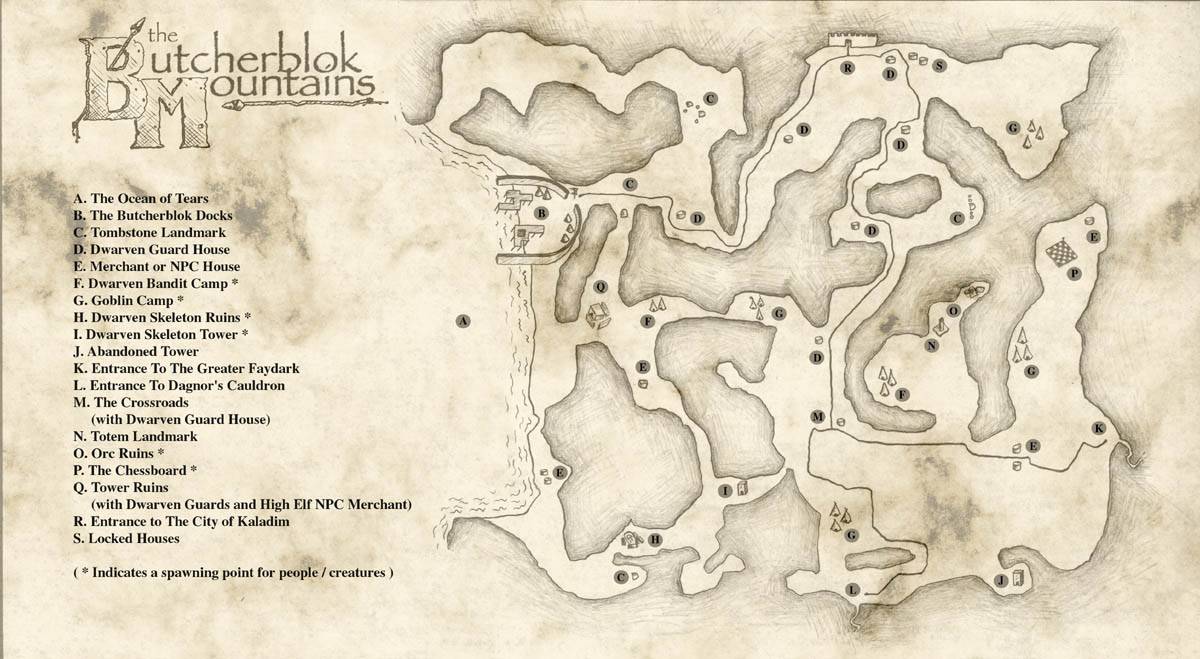 the
Butcherblok
Mountains
A. The Ocean of Tears
B. The Butcherblok Docks
C. Tombstone Landmark
D. Dwarven Guard House
E. Merchant or NPC House
F. Dwarven Bandit Camp *
G. Goblin Camp *
H. Dwarven Skeleton Ruins *
I. Dwarven Skeleton Tower *
J. Abandoned Tower
K. Entrance To The Greater Faydark
L. Entrance To Dagnor's Cauldron
M. The Crossroads
(with Dwarven Guard House)
N. Totem Landmark
O. Orc Ruins *
P. The Chessboard *
Q. Tower Ruins
(with Dwarven Guards and High Elf NPC Merchant)
R. Entrance to The City of Kaladim
S. Locked Houses
( * Indicates a spawning point for people / creatures )
R
D
S
C
D
G
D
C
B
D
C
D
E
P
Q
A
F
G
O
N
D
E
G
F
M
K
E
E
I
G
H
C
L
J